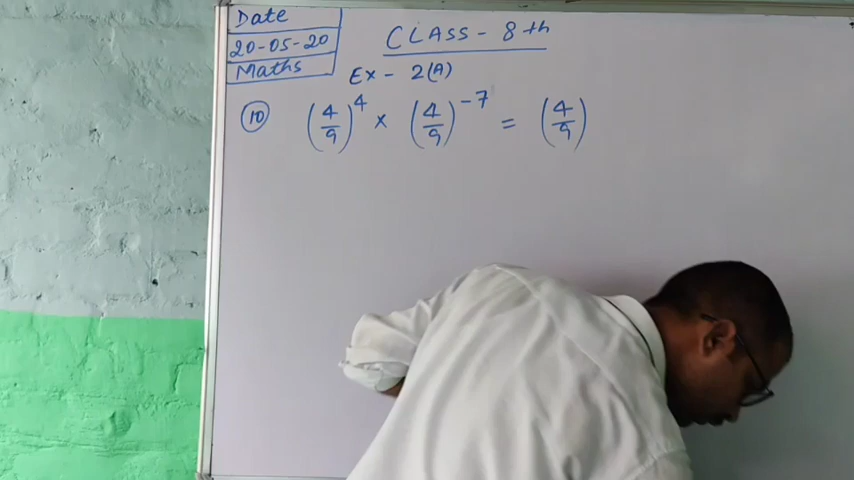 Date
20-05-20
Maths
CLASS - 8th
Ex - 2(A)
(10) (4/9)^4 × (4/9)^-7 = (4/9)